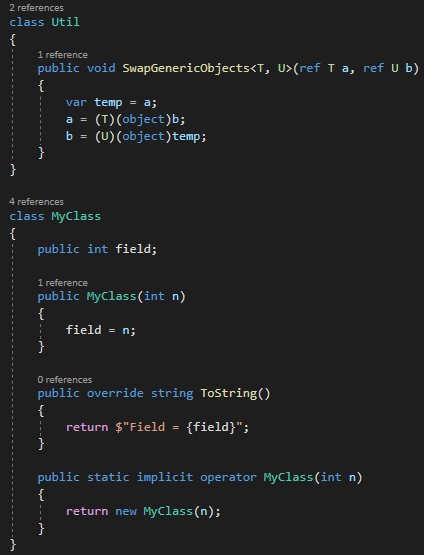 2 references
class Util
{
1 reference
public void SwapGenericObjects<T, U>(ref T a, ref U b)
{
var temp = a;
a = (T)(object)b;
b = (U)(object)temp;
}
}
4 references
class MyClass
{
public int field;
1 reference
public MyClass(int n)
{
field = n;
}
0 references
public override string ToString()
{
return $"Field = {field}";
}
public static implicit operator MyClass(int n)
{
return new MyClass(n);
}
}